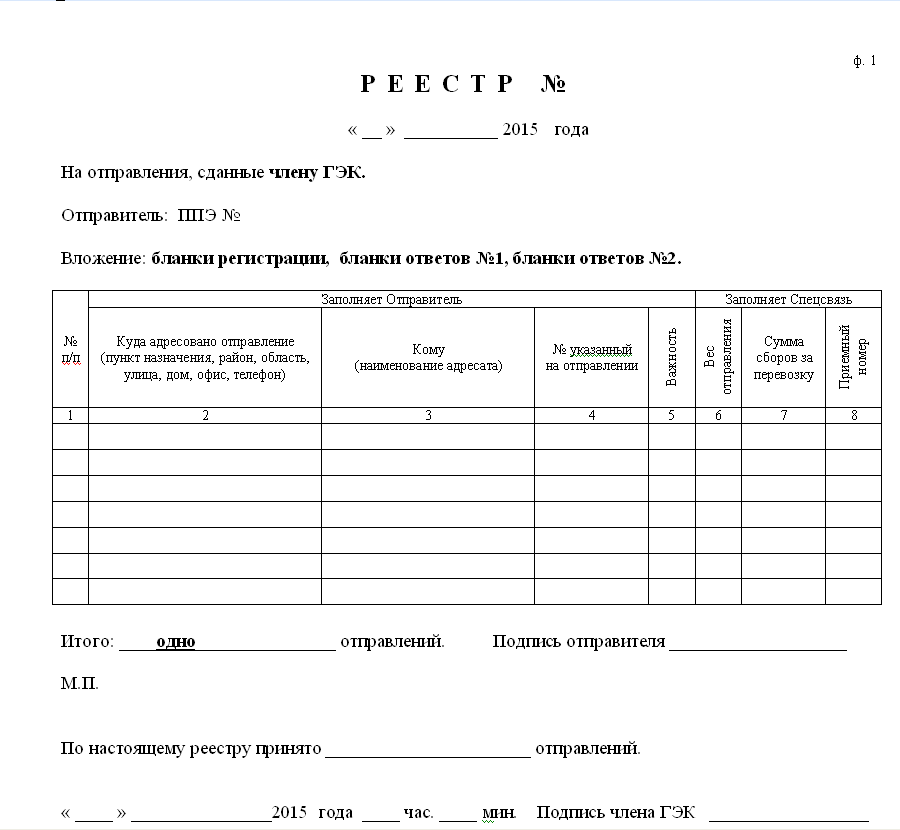 ф. 1
Р Е Е С Т Р №
« __ » __________ 2015 года
На отправления, сданные члену ГЭК.
Отправитель: ППЭ №
Вложение: бланки регистрации, бланки ответов №1, бланки ответов №2.
Заполняет Отправитель
Заполняет Спецсвязь
№
п/п
Куда адресовано отправление
(пункт назначения, район, область,
улица, дом, офис, телефон)
Кому
(наименование адресата)
№ указанный
на отправлении
Важность
Вес
отправления
Сумма
сборов за
перевозку
Приемный
номер
1 2 3 4 5 6 7 8
Итого: ____одно_______________ отправлений. Подпись отправителя ___________________
М.П.
По настоящему реестру принято ______________________ отправлений.
« ____ » _______________2015 года ____ час. ____ мин. Подпись члена ГЭК _________________